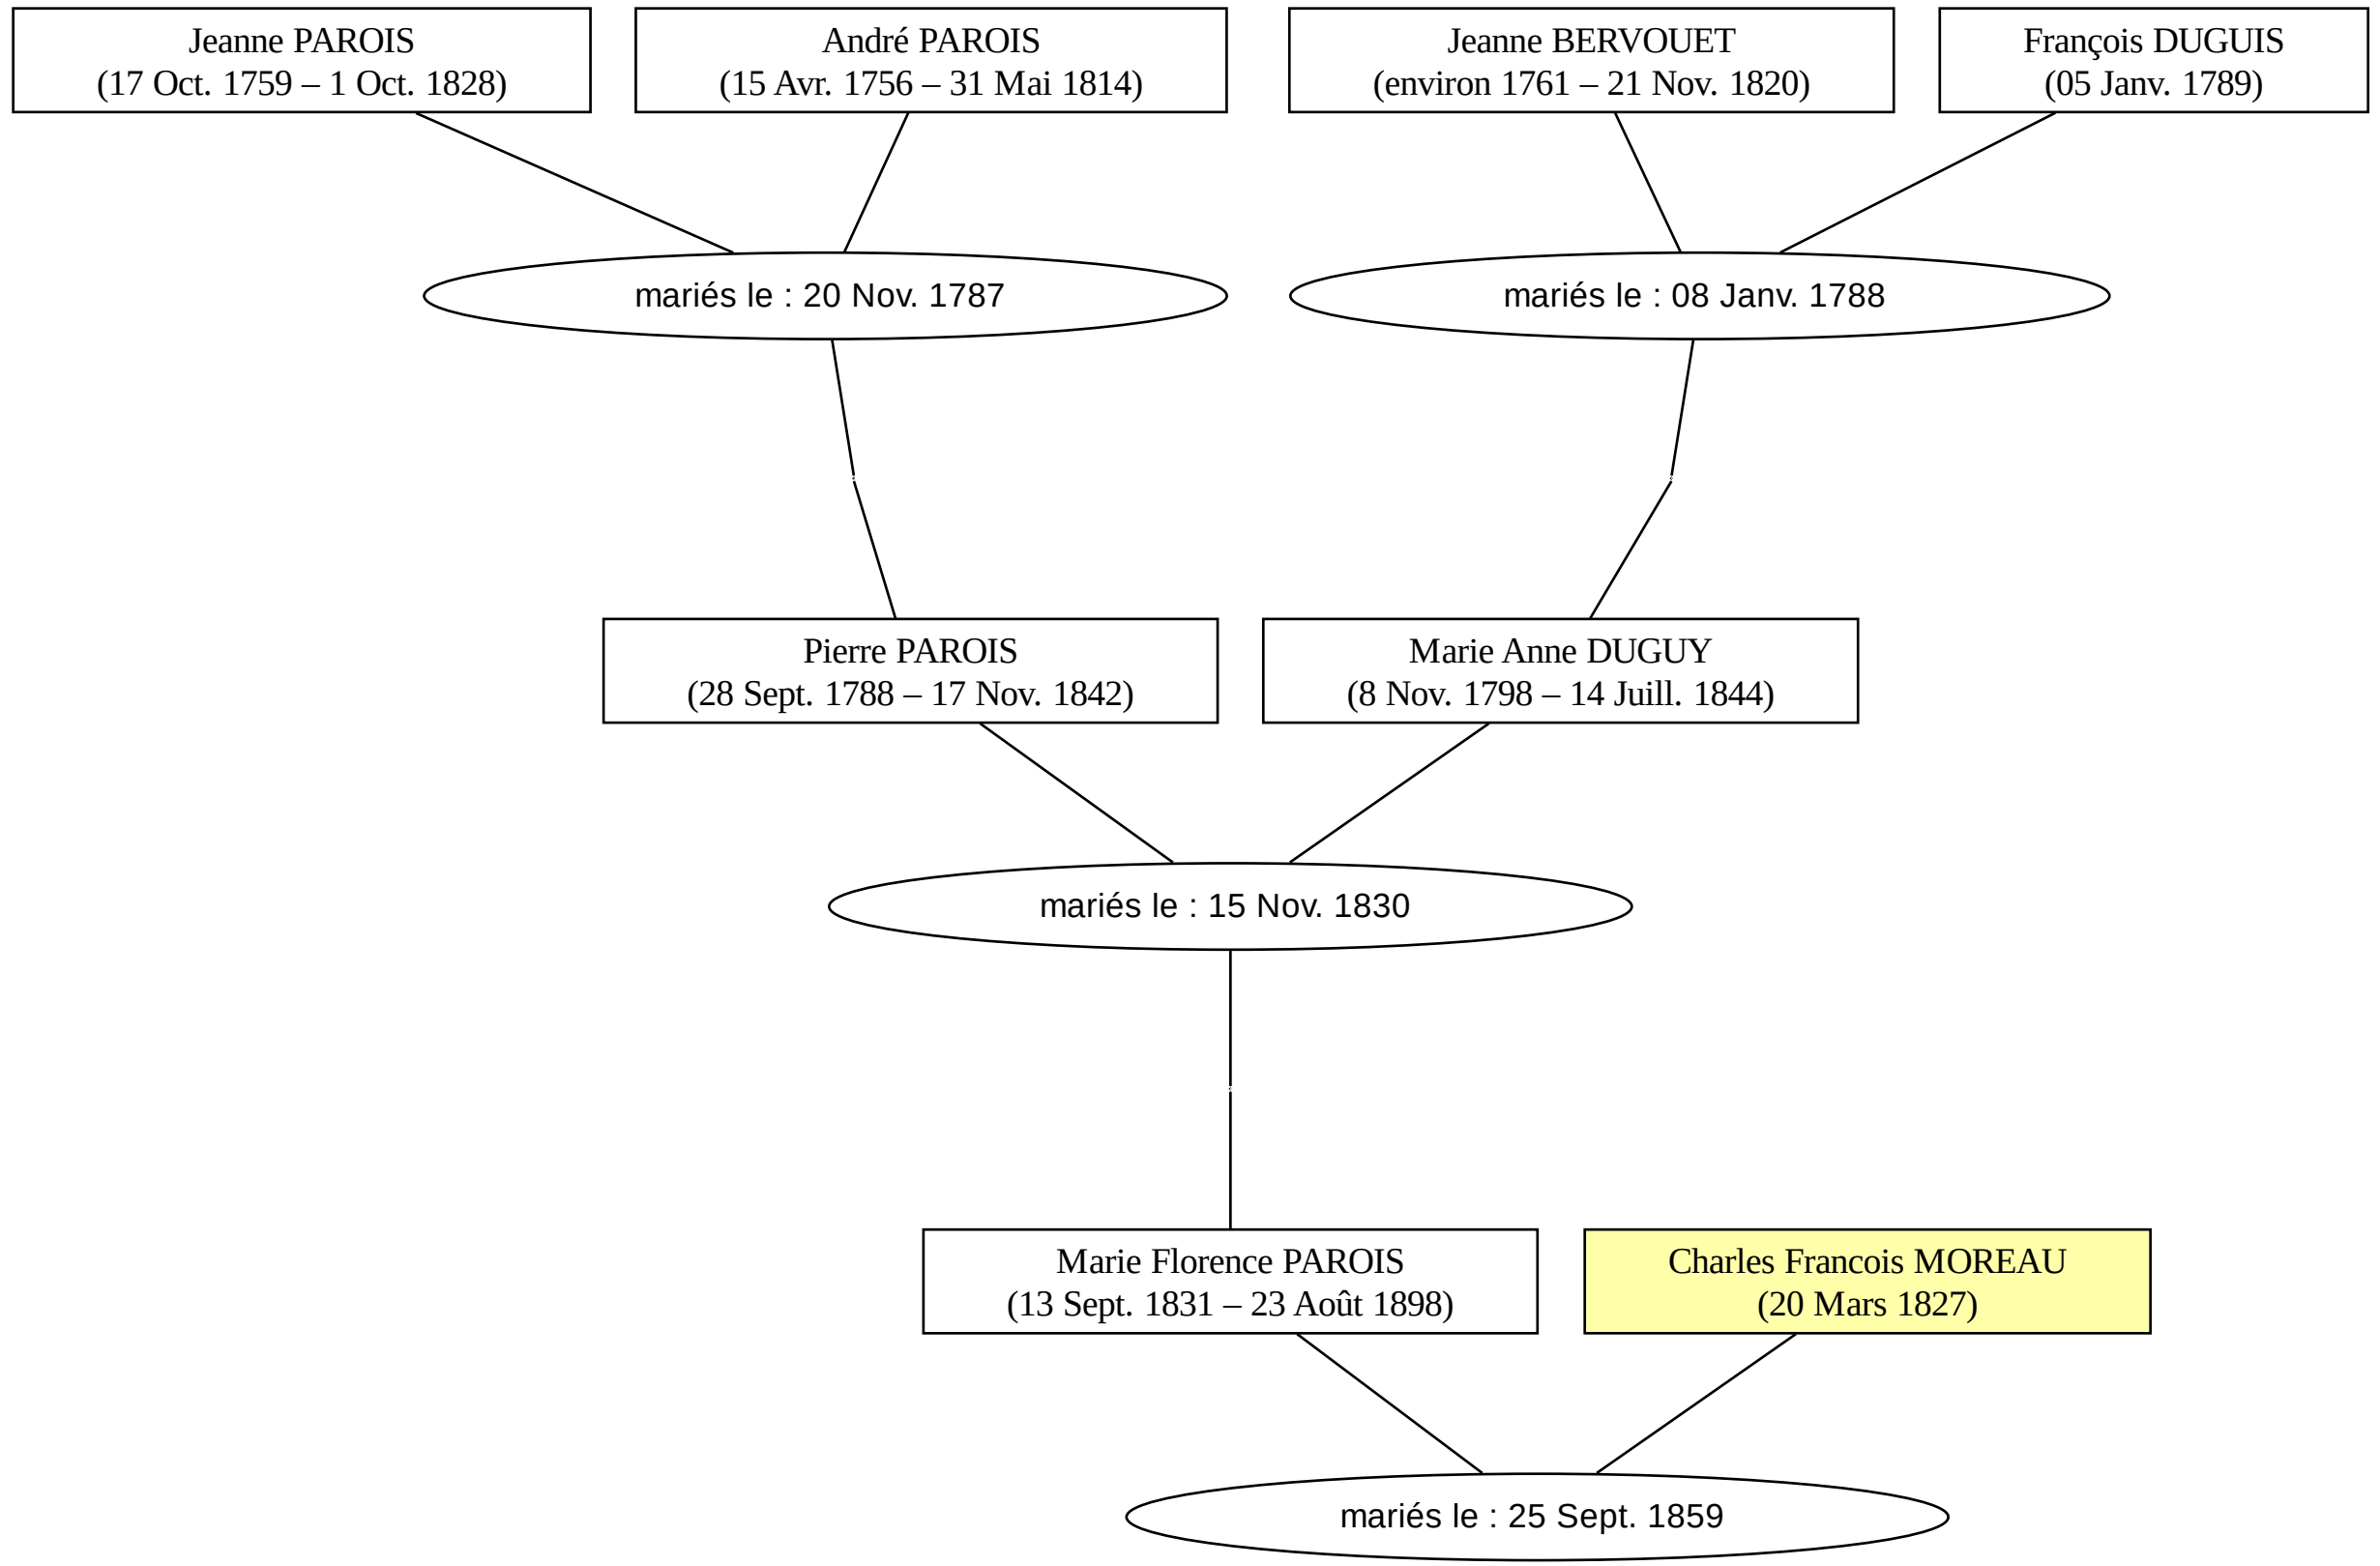 Jeanne PAROIS
(17 Oct. 1759 – 1 Oct. 1828)
André PAROIS
(15 Avr. 1756 – 31 Mai 1814)
Jeanne BERVOUET
(environ 1761 – 21 Nov. 1820)
François DUGUIS
(05 Janv. 1789)
mariés le : 20 Nov. 1787
mariés le : 08 Janv. 1788
Pierre PAROIS
(28 Sept. 1788 – 17 Nov. 1842)
Marie Anne DUGUY
(8 Nov. 1798 – 14 Juill. 1844)
mariés le : 15 Nov. 1830
Marie Florence PAROIS
(13 Sept. 1831 – 23 Août 1898)
Charles Francois MOREAU
(20 Mars 1827)
mariés le : 25 Sept. 1859